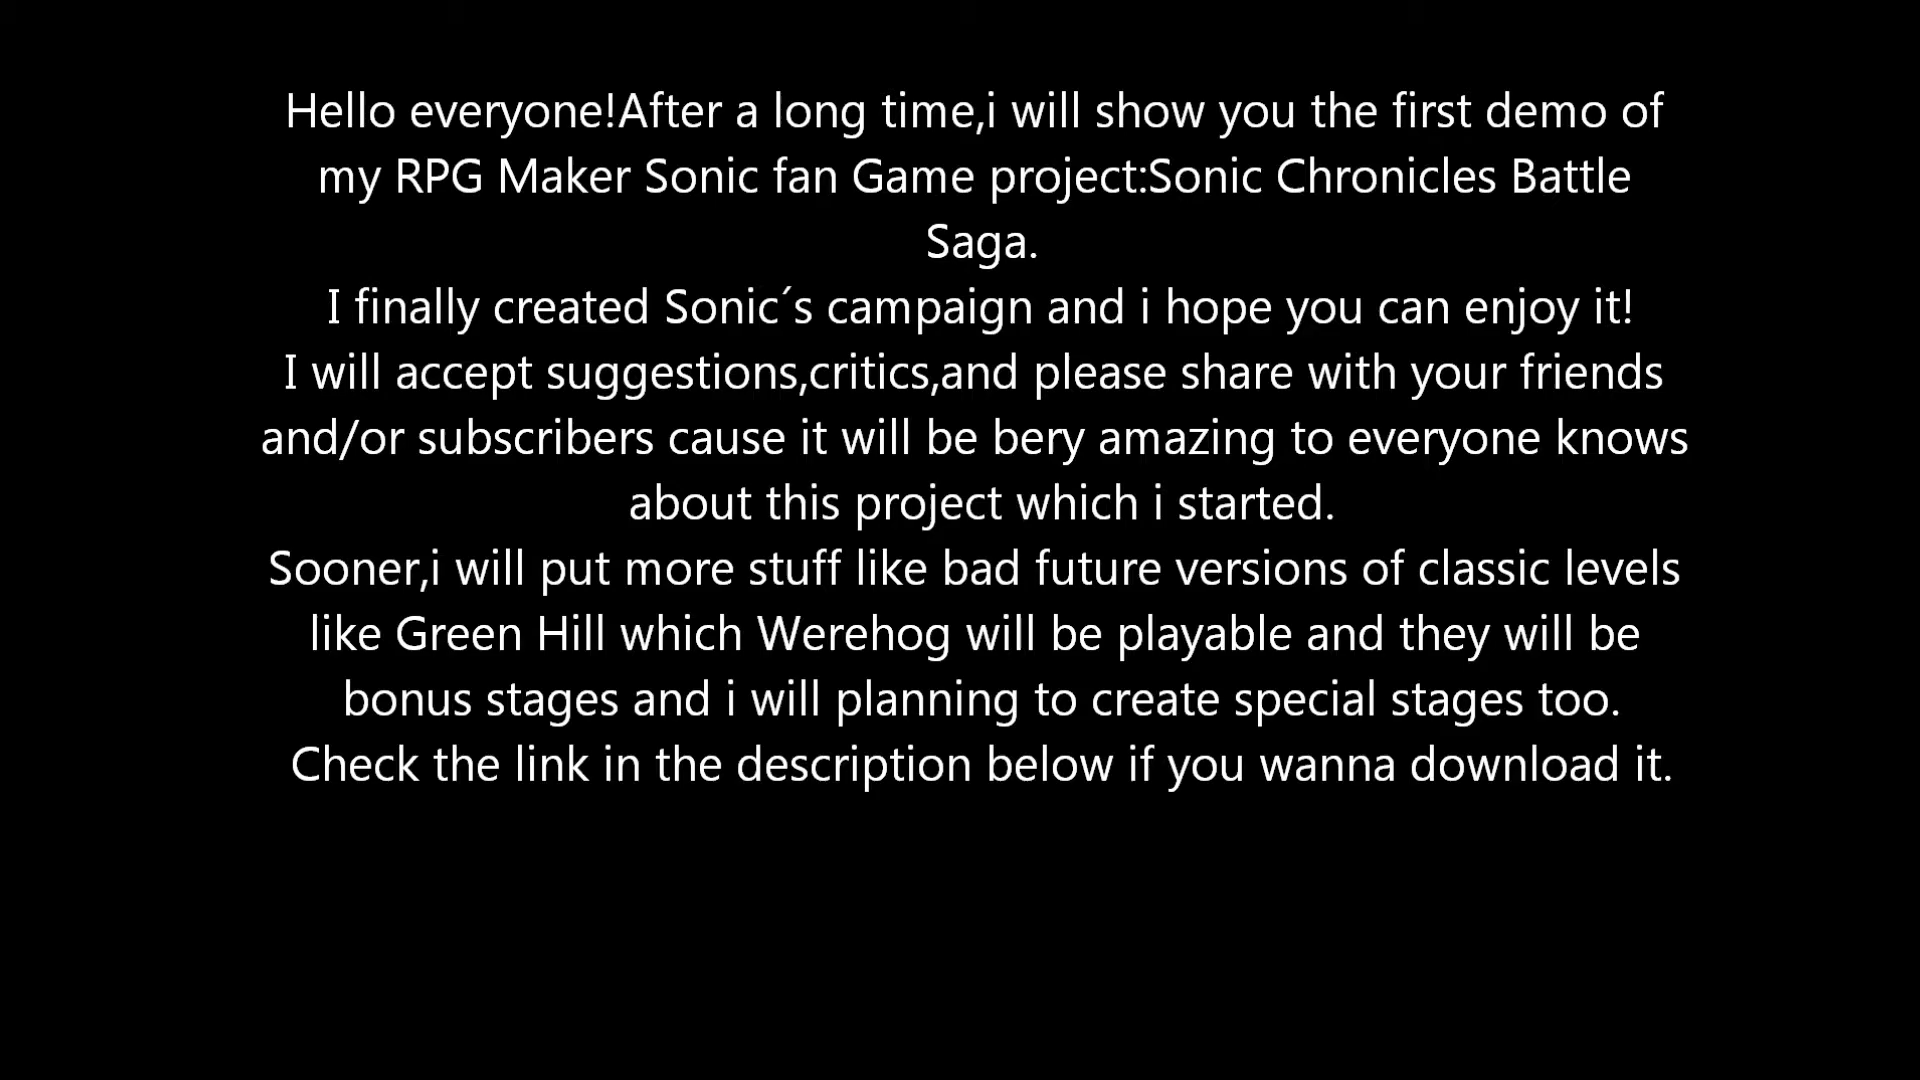 Hello everyone!After a long time,i will show you the first demo of
my RPG Maker Sonic fan Game project:Sonic Chronicles Battle
Saga.
I finally created Sonic´s campaign and i hope you can enjoy it!
I will accept suggestions,critics,and please share with your friends
and/or subscribers cause it will be bery amazing to everyone knows
about this project which i started.
Sooner,i will put more stuff like bad future versions of classic levels
like Green Hill which Werehog will be playable and they will be
bonus stages and i will planning to create special stages too.
Check the link in the description below if you wanna download it.